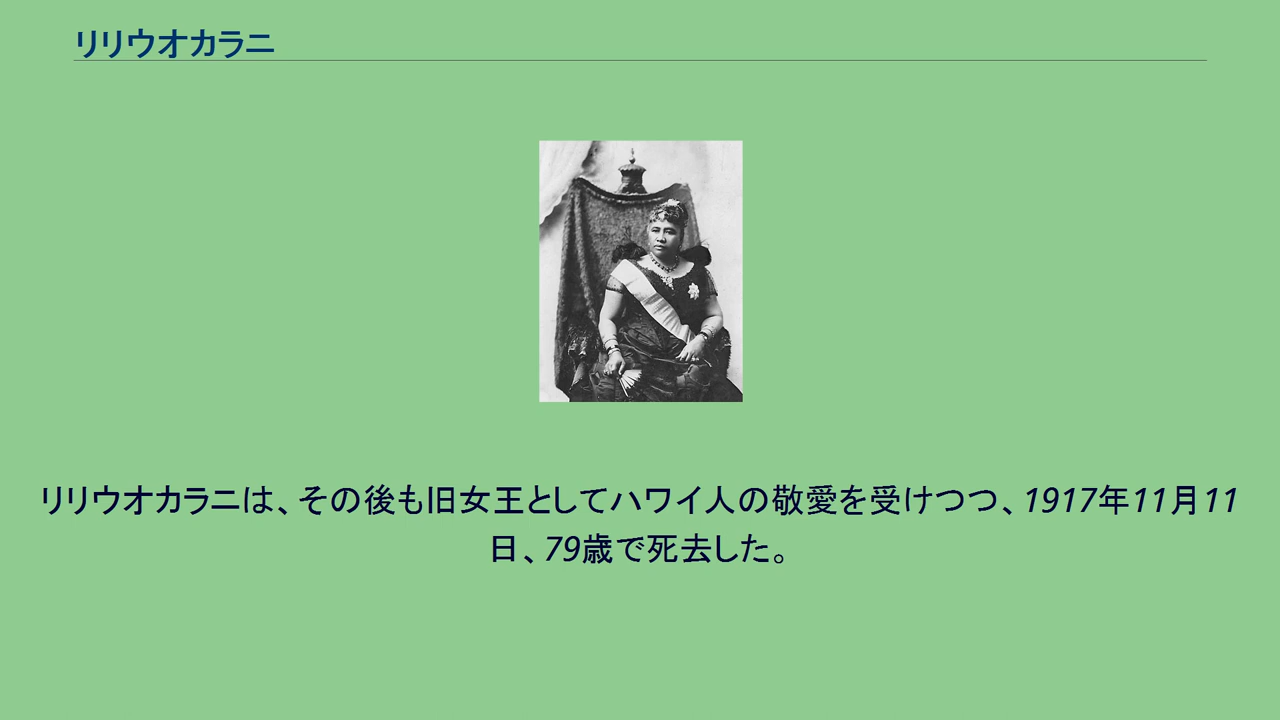 リリウオカラニ
リリウオカラニは、その後も旧女王としてハワイ人の敬愛を受けつつ、1917年11月11
日、79歳で死去した。